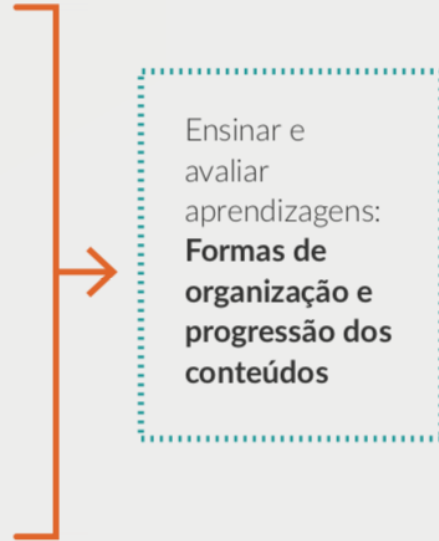 Ensinar e
avaliar
aprendizagens:
Formas de
organização e
progressão dos
conteúdos